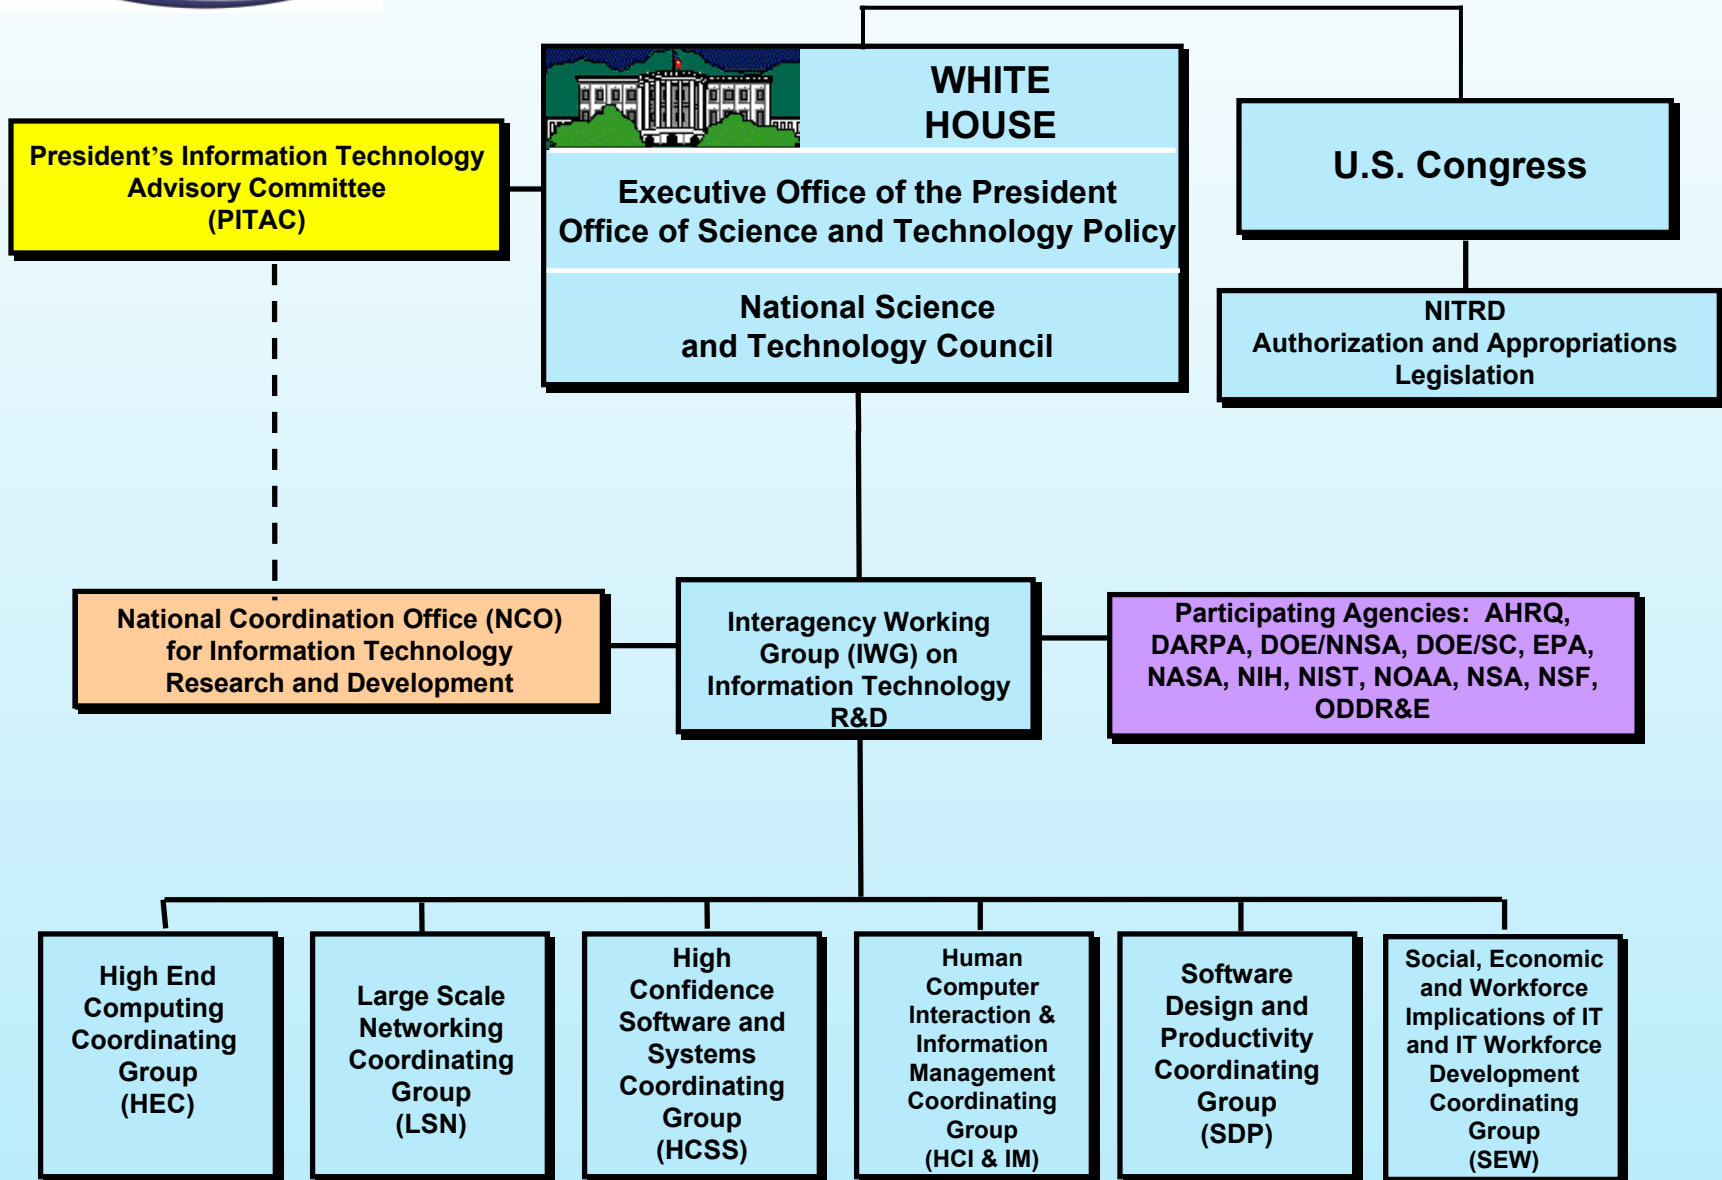 WHITE
HOUSE
Executive Office of the President
Office of Science and Technology Policy
National Science
and Technology Council
President’s Information Technology
Advisory Committee
(PITAC)
U.S. Congress
NITRD
Authorization and Appropriations
Legislation
National Coordination Office (NCO)
for Information Technology
Research and Development
Interagency Working
Group (IWG) on
Information Technology
R&D
Participating Agencies: AHRQ,
DARPA, DOE/NNSA, DOE/SC, EPA,
NASA, NIH, NIST, NOAA, NSA, NSF,
ODDR&E
High End
Computing
Coordinating
Group
(HEC)
Large Scale
Networking
Coordinating
Group
(LSN)
High
Confidence
Software and
Systems
Coordinating
Group
(HCSS)
Human
Computer
Interaction &
Information
Management
Coordinating
Group
(HCI & IM)
Software
Design and
Productivity
Coordinating
Group
(SDP)
Social, Economic
and Workforce
Implications of IT
and IT Workforce
Development
Coordinating
Group
(SEW)